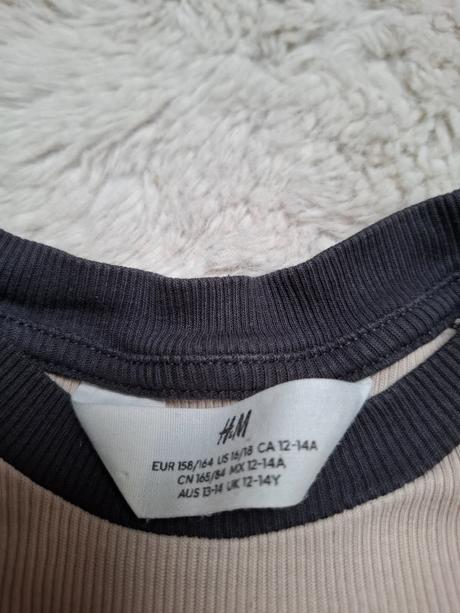 H&M
EUR 158/164 US 16/18 CA 12-14A
CN 165/84 MX 12-14A
AUS 13-14 UK 12-14Y